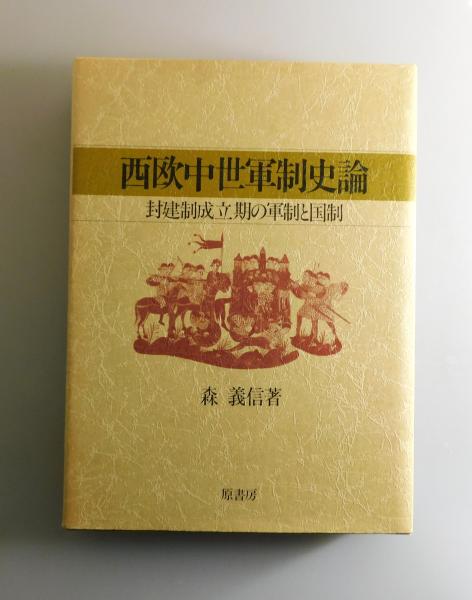 西欧中世軍制史論
封建制成立期の軍制と国制
森 義信著
原書房